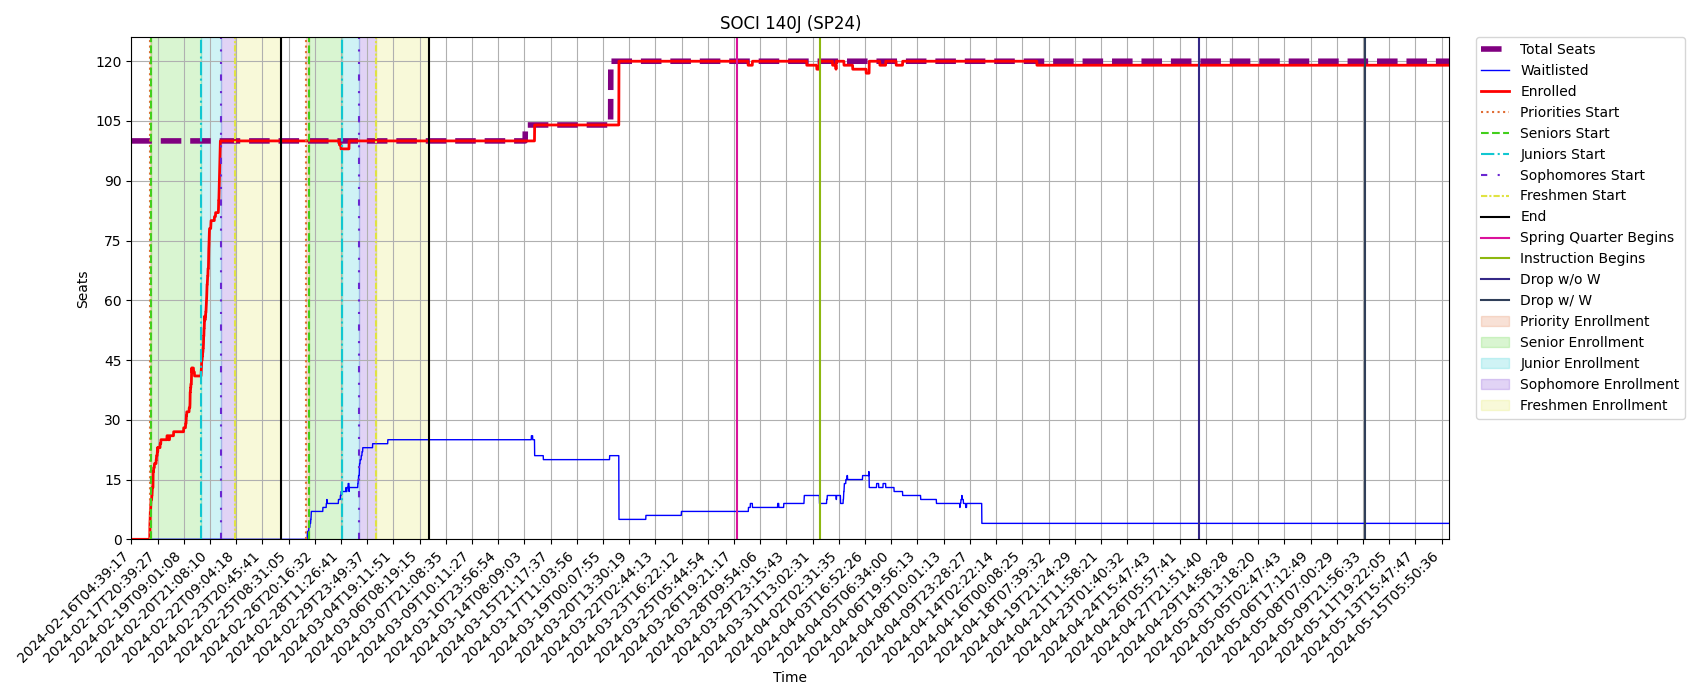 SOCI 140J (SP24)
Total Seats
Waitlisted
Enrolled
Priorities Start
Seniors Start
Juniors Start
Sophomores Start
Freshmen Start
End
Spring Quarter Begins
Instruction Begins
Drop w/o W
Drop w/ W
Priority Enrollment
Senior Enrollment
Junior Enrollment
Sophomore Enrollment
Freshmen Enrollment
Seats
120
105
90
75
60
45
30
15
0
2024-02-16T04:39:17
2024-02-17T20:39:27
2024-02-19T09:01:08
2024-02-20T21:08:10
2024-02-22T09:04:18
2024-02-23T20:45:41
2024-02-25T08:31:05
2024-02-26T20:16:32
2024-02-28T11:26:41
2024-02-29T23:49:37
2024-03-04T19:11:51
2024-03-06T08:19:15
2024-03-07T21:08:35
2024-03-09T10:11:27
2024-03-10T23:56:54
2024-03-14T08:09:03
2024-03-15T21:17:37
2024-03-17T11:03:56
2024-03-19T00:07:55
2024-03-20T13:30:19
2024-03-22T02:44:13
2024-03-23T16:22:12
2024-03-25T05:44:54
2024-03-26T19:21:17
2024-03-28T09:54:06
2024-03-29T23:15:43
2024-03-31T13:02:31
2024-04-02T02:31:35
2024-04-03T16:52:26
2024-04-05T06:34:00
2024-04-06T19:56:13
2024-04-08T10:01:13
2024-04-09T23:28:27
2024-04-14T02:22:14
2024-04-16T00:08:25
2024-04-18T07:39:32
2024-04-19T21:24:29
2024-04-21T11:58:21
2024-04-23T01:40:32
2024-04-24T15:47:43
2024-04-26T05:57:41
2024-04-27T21:51:40
2024-04-29T14:58:28
2024-05-03T13:18:20
2024-05-05T02:47:43
2024-05-06T17:12:49
2024-05-08T07:00:29
2024-05-09T21:56:33
2024-05-11T19:22:05
2024-05-13T15:47:47
2024-05-15T05:50:36
Time